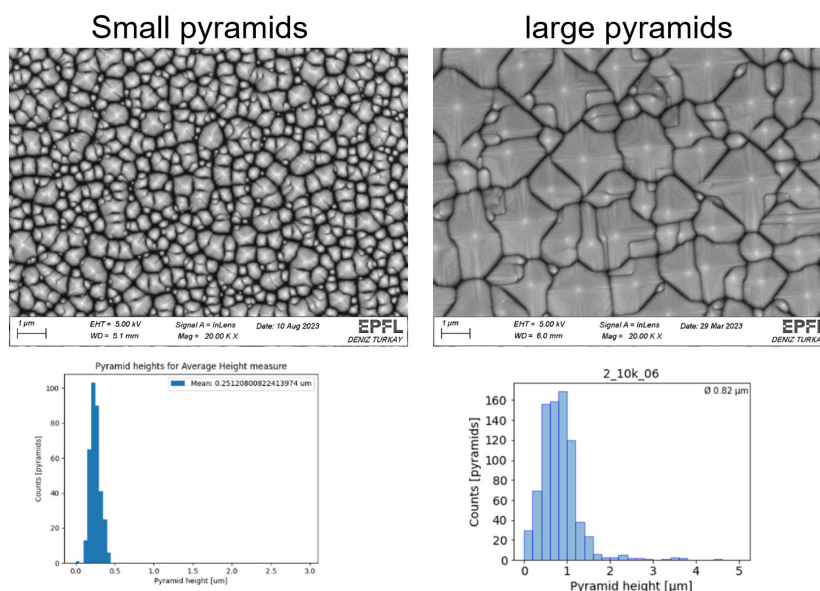 Small pyramids
large pyramids
1 µm
EHT = 5.00 kV
Signal A = InLens
Date: 10 Aug 2023
EPFL
WD = 5.1 mm
Mag = 20.00 K X
DENIZ TURKAY
1 µm
EHT = 5.00 kV
Signal A = InLens
Date: 29 Mar 2023
EPF
WD = 6.0 mm
Mag = 20.00 K X
DENIZ TURKA
Pyramid heights for Average Height measure
Mean: 0.25120800822413974 um
Counts [pyramids]
100
80
60
40
20
0
0.0 0.5 1.0 1.5 2.0 2.5 3.0
Pyramid height [um]
2_10k_06
Ø 0.82 µm
Counts [pyramids]
160
140
120
100
80
60
40
20
0
0 1 2 3 4 5
Pyramid height [µm]